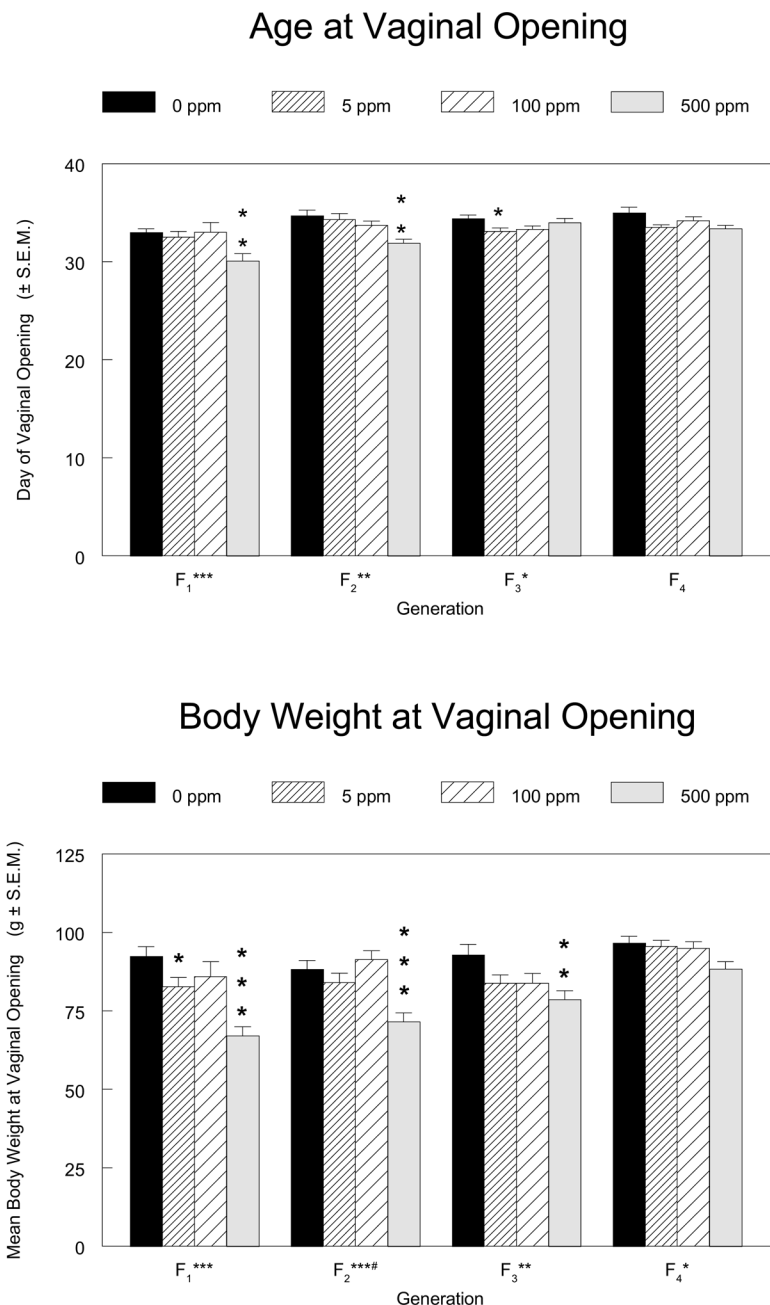 Age at Vaginal Opening
0 ppm 5 ppm 100 ppm 500 ppm
Day of Vaginal Opening (± S.E.M.)
40
30
20
10
0
* * * * *
F1*** F2** F3* F4
Generation
Body Weight at Vaginal Opening
0 ppm 5 ppm 100 ppm 500 ppm
Mean Body Weight at Vaginal Opening (g ± S.E.M.)
125
100
75
50
25
0
* * * * * * * * *
F1*** F2***# F3** F4*
Generation